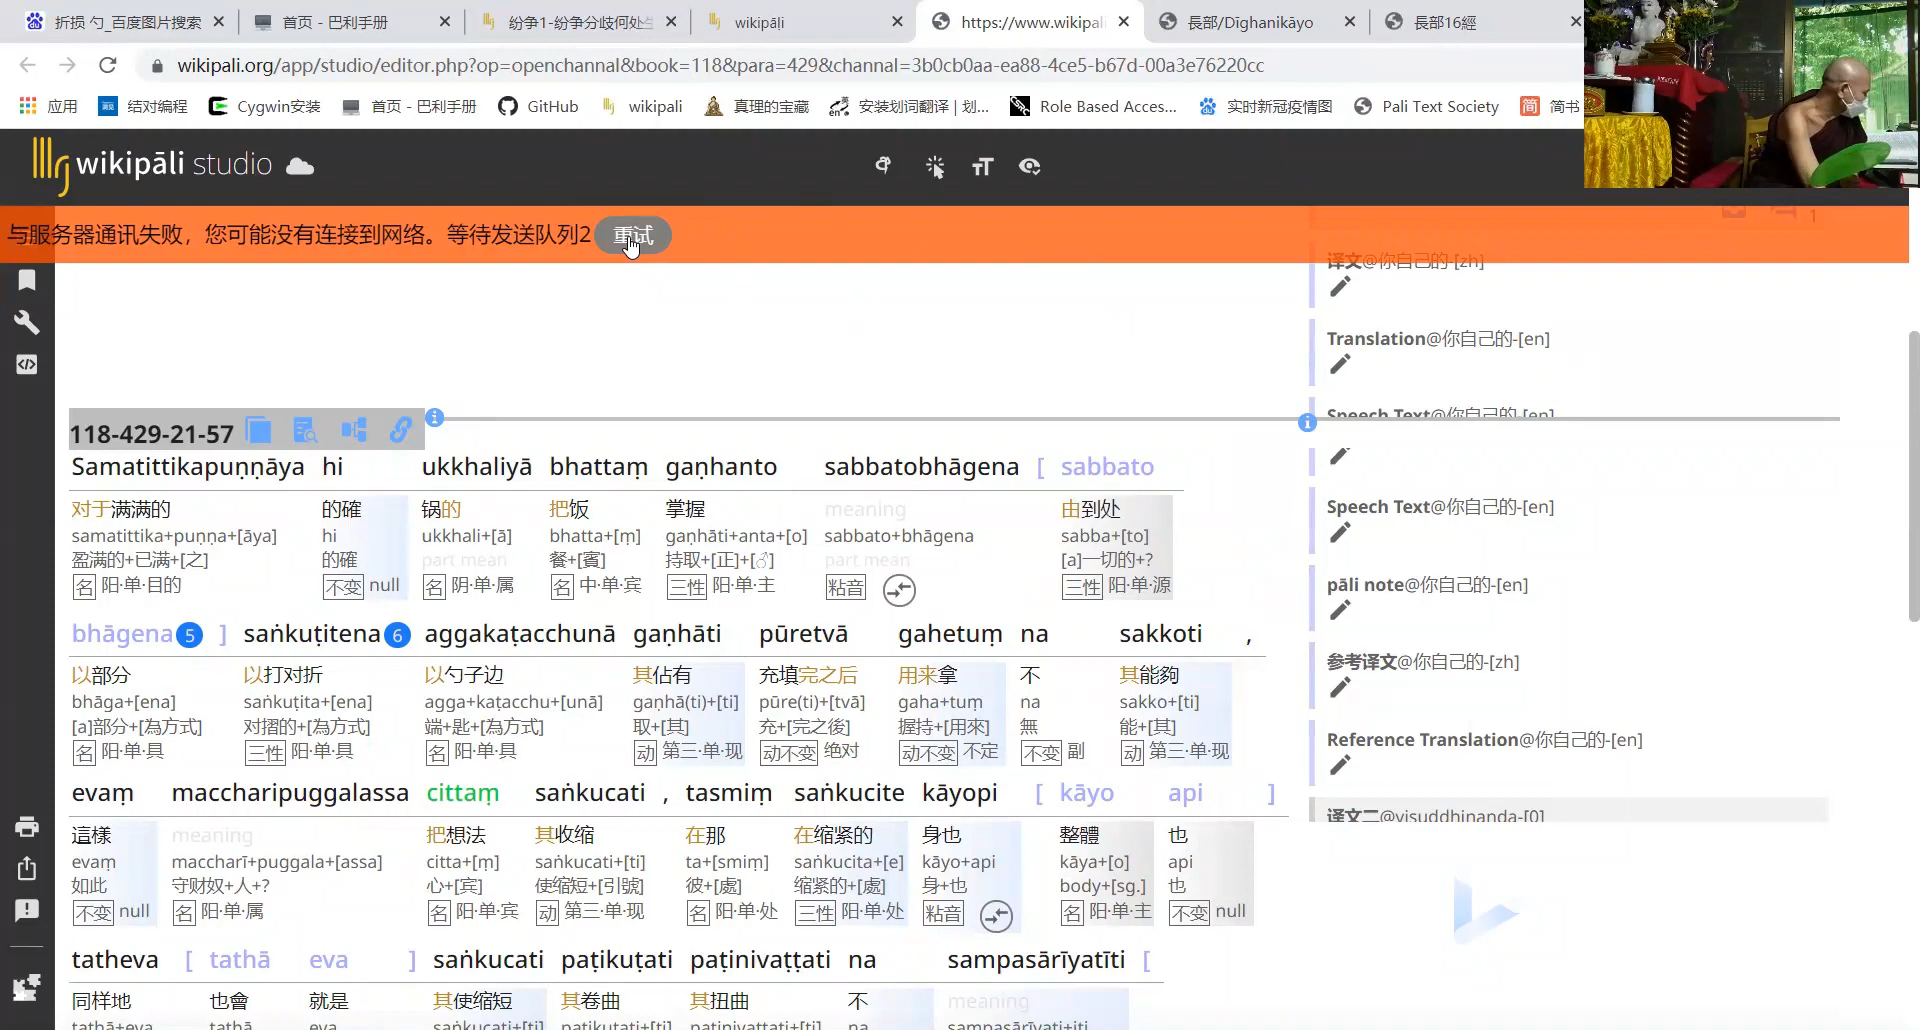 折损 勺_百度图片搜索
首页 - 巴利手册
纷争1-纷争分歧何处
wikipāḷi
https://www.wikipal
長部/Dīghanikāyo
長部16經
wikipali.org/app/studio/editor.php?op=openchannal&book=118&para=429&channal=3b0cb0aa-ea88-4ce5-b67d-00a3e76220cc
应用 结对编程 Cygwin安装 首页 - 巴利手册 GitHub wikipali 真理的宝藏 安装划词翻译 | 划... Role Based Acces... 实时新冠疫情图 Pali Text Society 简书
wikipāli studio
与服务器通讯失败，您可能没有连接到网络。等待发送队列2 重试
1
译文@你自己的-[zh]
Translation@你自己的-[en]
Speech Text@你自己的-[en]
Speech Text@你自己的-[en]
pāli note@你自己的-[en]
参考译文@你自己的-[zh]
Reference Translation@你自己的-[en]
译文二@visuddhinanda-[0]
118-429-21-57
Samatittikapuṇṇāya hi ukkhaliyā bhattaṃ gaṇhanto sabbatobhāgena [ sabbato
对于满满的 的確 锅的 把饭 掌握 meaning 由到处
samatittika+puṇṇa+[āya] hi ukkhali+[ā] bhatta+[ṃ] gaṇhāti+anta+[o] sabbato+bhāgena sabba+[to]
盈满的+已满+[之] 的確 part mean 餐+[賓] 持取+[正]+[♂] part mean [a]一切的+?
名 阳·单·目的 不变 null 名 阴·单·属 名 中·单·宾 三性 阳·单·主 粘音 三性 阳·单·源
bhāgena 5 ] saṅkuṭitena 6 aggakaṭacchunā gaṇhāti pūretvā gahetuṃ na sakkoti ,
以部分 以打对折 以勺子边 其佔有 充填完之后 用来拿 不 其能夠
bhāga+[ena] saṅkuṭita+[ena] agga+kaṭacchu+[unā] gaṇhā(ti)+[ti] pūre(ti)+[tvā] gaha+tuṃ na sakko+[ti]
[a]部分+[為方式] 对摺的+[為方式] 端+匙+[為方式] 取+[其] 充+[完之後] 握持+[用來] 無 能+[其]
名 阳·单·具 三性 阳·单·具 名 阳·单·具 动 第三·单·现 动不变 绝对 动不变 不定 不变 副 动 第三·单·现
evaṃ maccharipuggalassa cittaṃ saṅkucati , tasmiṃ saṅkucite kāyopi [ kāyo api ]
這樣 meaning 把想法 其收缩 在那 在缩紧的 身也 整體 也
evaṃ maccharī+puggala+[assa] citta+[ṃ] saṅkucati+[ti] ta+[smiṃ] saṅkucita+[e] kāyo+api kāya+[o] api
如此 守财奴+人+? 心+[宾] 使缩短+[引號] 彼+[處] 缩紧的+[處] 身+也 body+[sg.] 也
不变 null 名 阳·单·属 名 阳·单·宾 动 第三·单·现 名 阳·单·处 三性 阳·单·处 粘音 名 阳·单·主 不变 null
tatheva [ tathā eva ] saṅkucati paṭikuṭati paṭinivaṭṭati na sampasārīyatīti [
同样地 也會 就是 其使缩短 其卷曲 其扭曲 不 meaning
tathā+eva tathā eva saṅkucati+[ti] paṭikuṭati+[ti] paṭinivaṭṭati+[ti] na sampasārīyati+iti